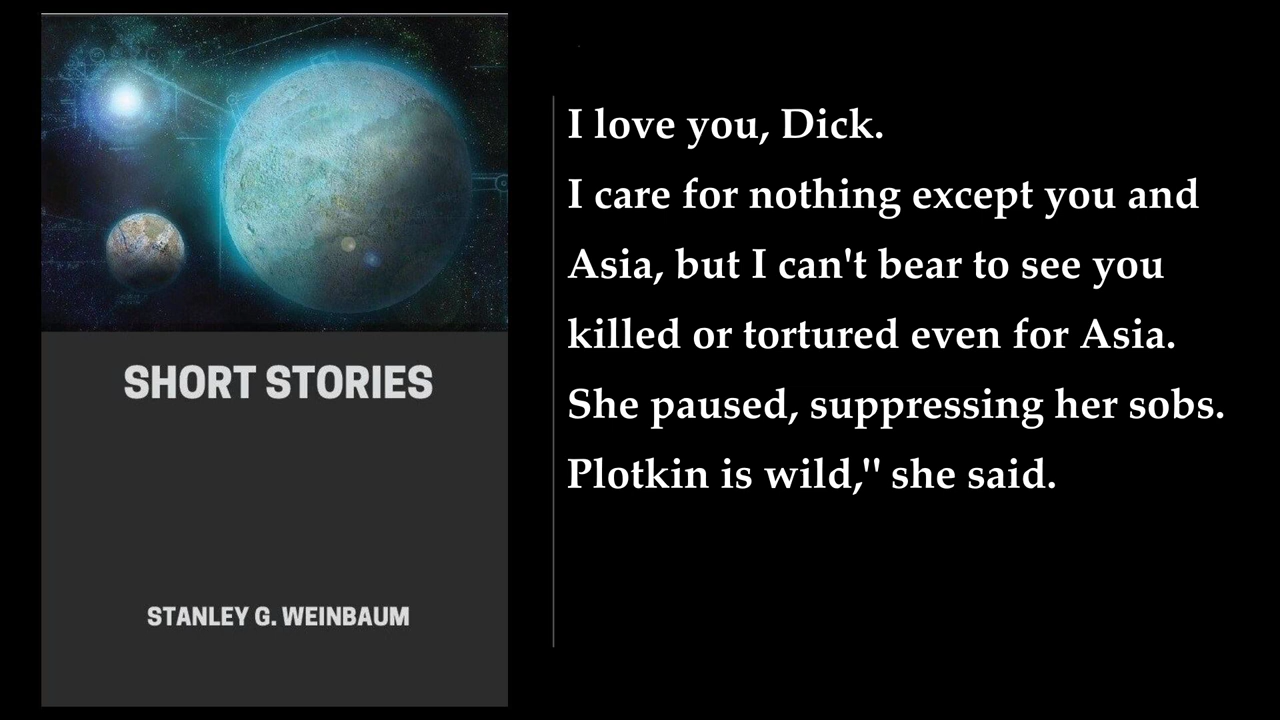 SHORT STORIES
STANLEY G. WEINBAUM
I love you, Dick.
I care for nothing except you and
Asia, but I can't bear to see you
killed or tortured even for Asia.
She paused, suppressing her sobs.
Plotkin is wild," she said.